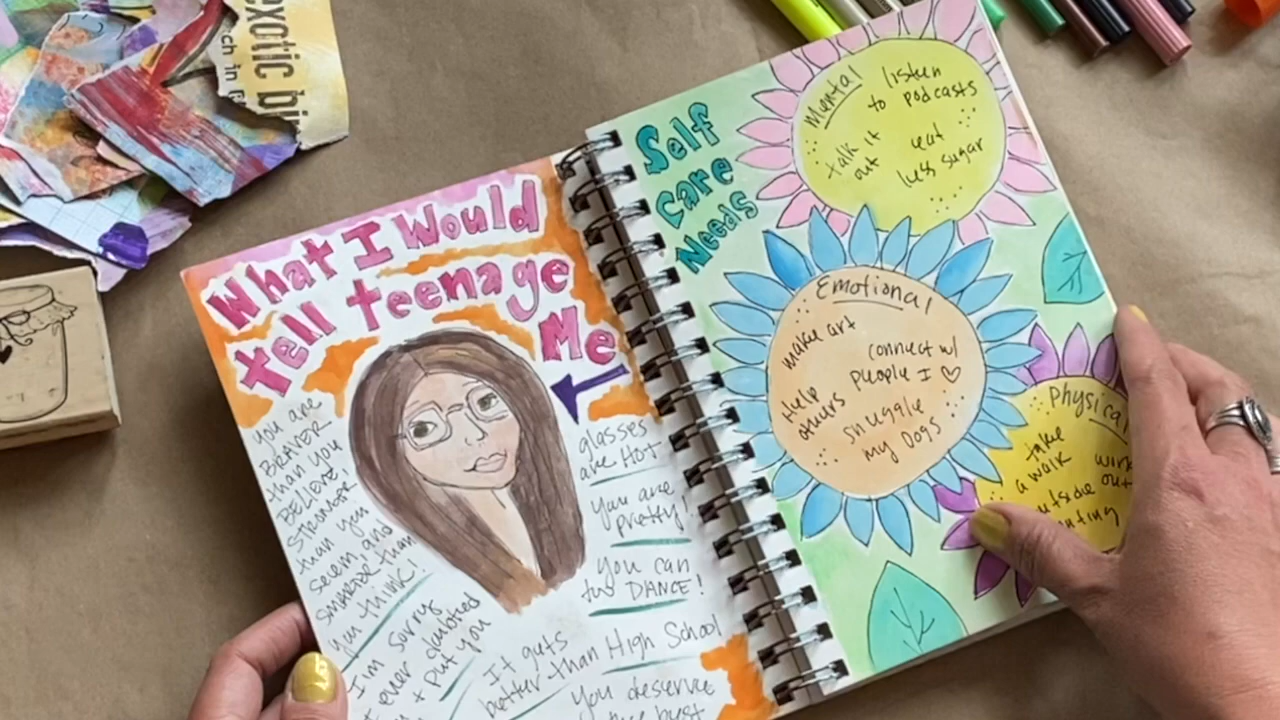 exotic bi
ch in
What I Would
tell teenage
Me
you are
BRAVER
than you
BELIEVE!
STRONGER
than you
seem, and
SMARTER than
you think!
I'm sorry
I ever doubted
+ put you
glasses
are HOT
You are
pretty!
You can
DANCE!
It gets
better than High School
You deserve
best
Self
Care
Needs
Mental
listen
to podcasts
talk it
out
eat
less sugar
Emotional
make art
connect w/
people I ♡
Help
others
snuggle
my Dogs
Physical
take
a walk
work
out